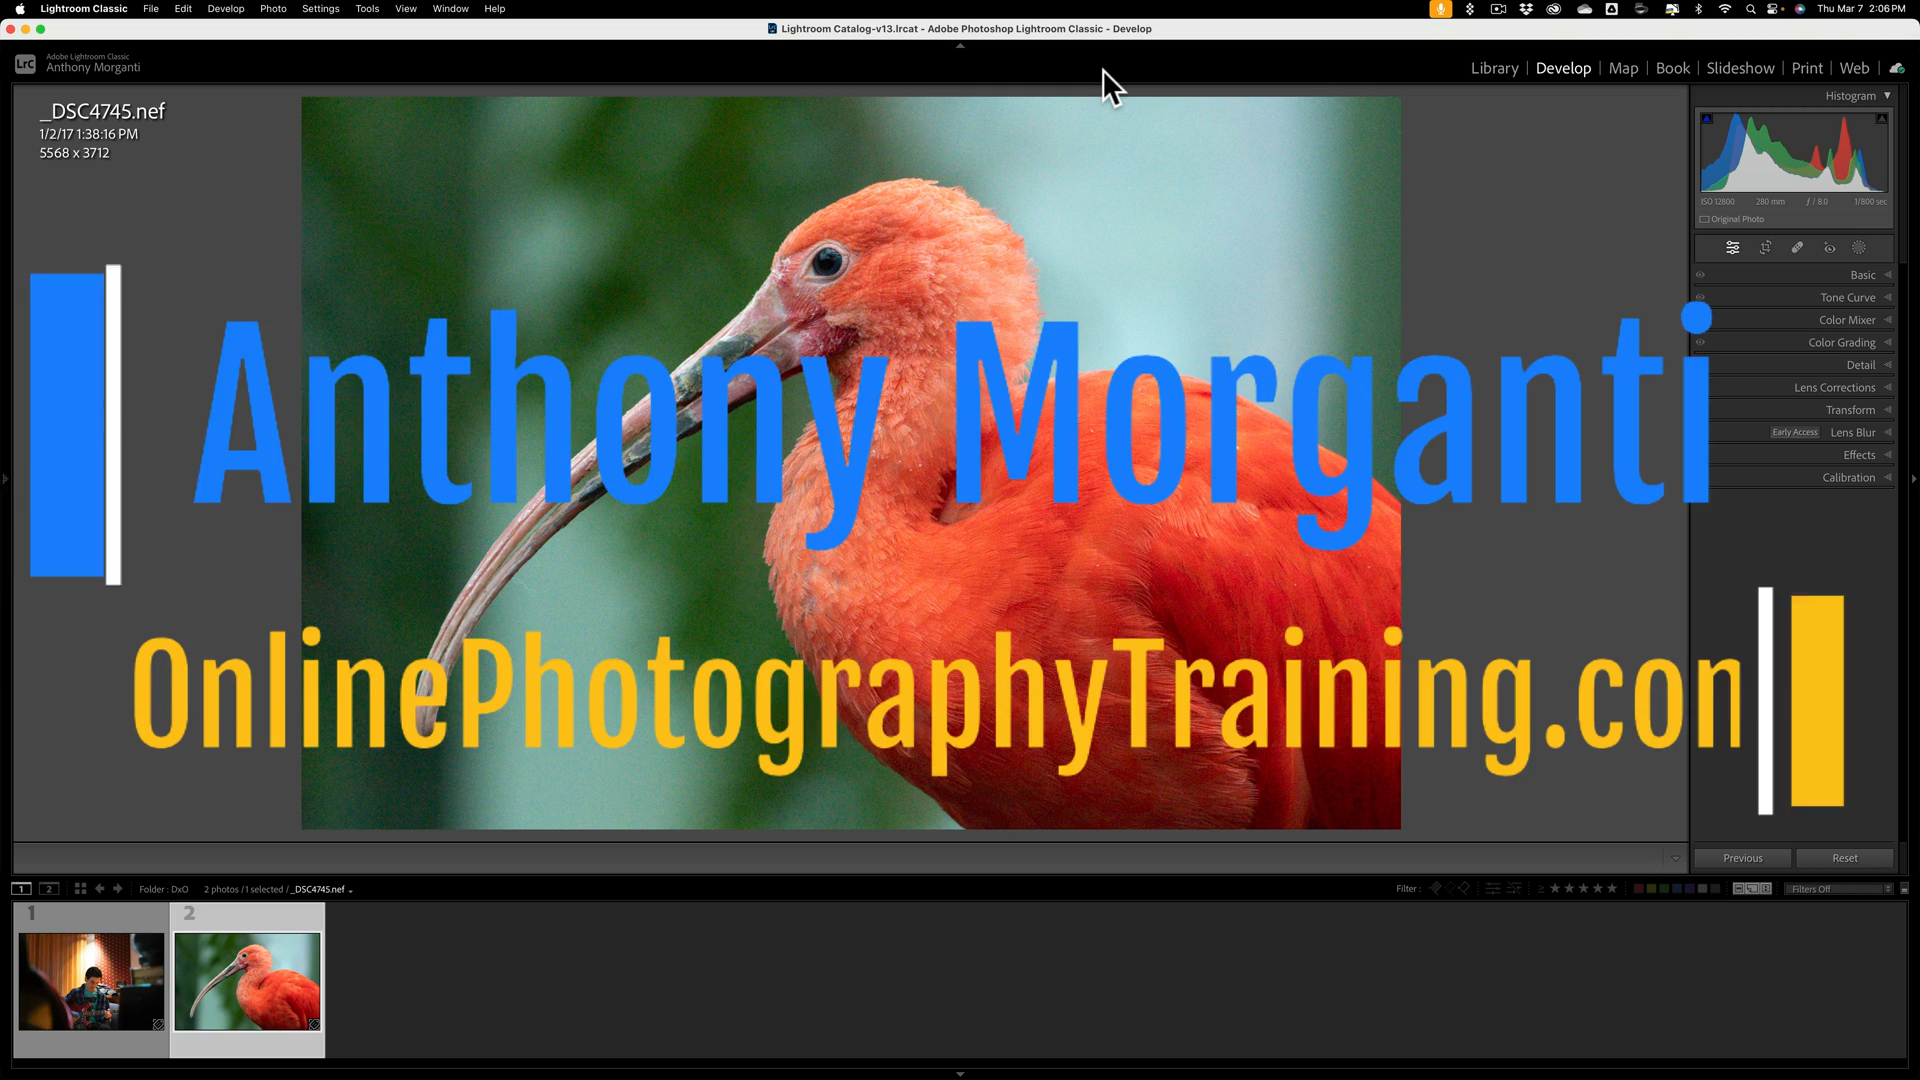 Lightroom Classic File Edit Develop Photo Settings Tools View Window Help Thu Mar 7 2:06 PM
Lightroom Catalog-v13.lrcat - Adobe Photoshop Lightroom Classic - Develop
LrC Adobe Lightroom Classic
Anthony Morganti
Library | Develop | Map | Book | Slideshow | Print | Web
_DSC4745.nef
1/2/17 1:38:16 PM
5568 x 3712
Histogram
ISO 12800 280 mm ƒ / 8.0 1/800 sec
Original Photo
Basic
Tone Curve
Color Mixer
Color Grading
Detail
Lens Corrections
Transform
Early Access Lens Blur
Effects
Calibration
Anthony Morganti
OnlinePhotographyTraining.con
Previous Reset
1 2 Folder : DxO 2 photos / 1 selected / _DSC4745.nef Filter : Filters Off
1 2